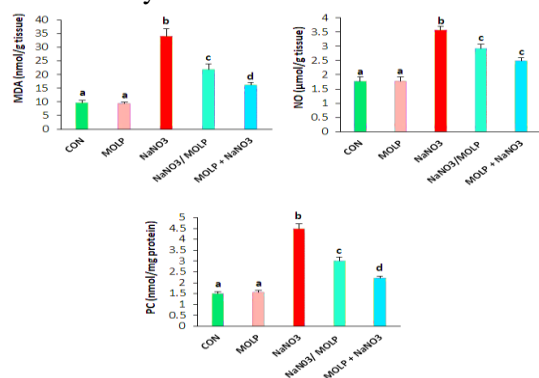 MDA (nmol/g tissue)
40
35
30
25
20
15
10
5
0
a
a
b
c
d
CON
MOLP
NaNO3
NaNO3/ MOLP
MOLP + NaNO3
NO (µmol/g tissue)
4
3.5
3
2.5
2
1.5
1
0.5
0
a
a
b
c
c
CON
MOLP
NaNO3
NaNO3/MOLP
MOLP + NaNO3
PC (nmol/mg protein)
5
4.5
4
3.5
3
2.5
2
1.5
1
0.5
0
a
a
b
c
d
CON
MOLP
NaNO3
NaN03/ MOLP
MOLP + NaNO3